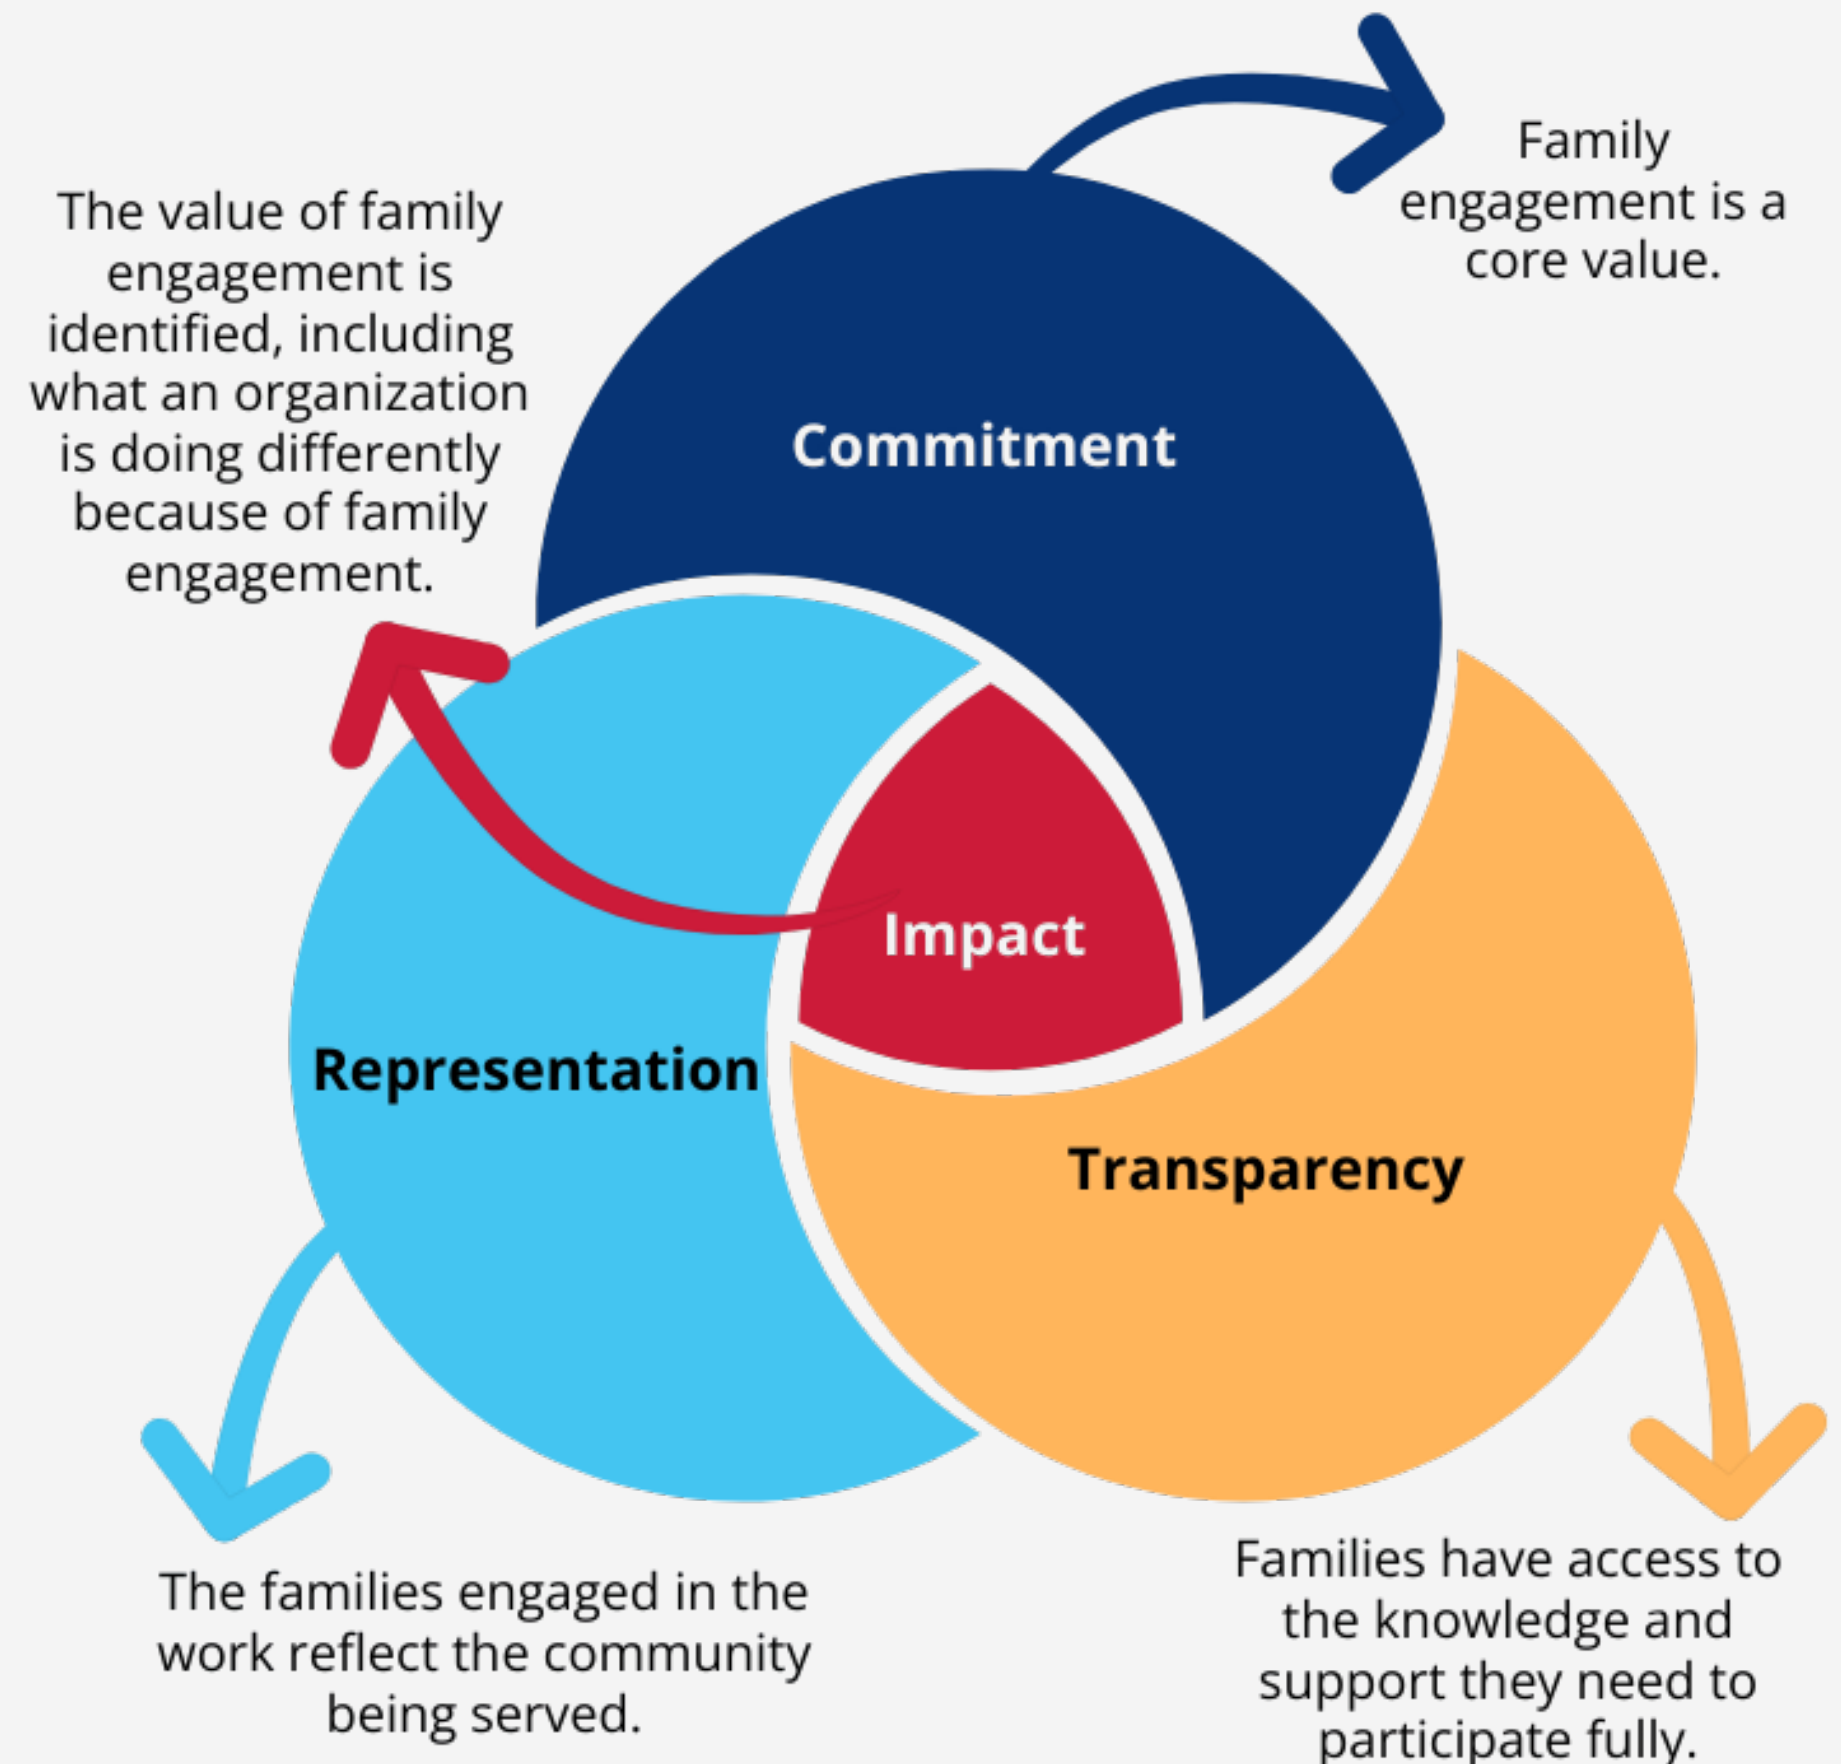 Family
engagement is a
core value.
The value of family
engagement is
identified, including
what an organization
is doing differently
because of family
engagement.
Commitment
Impact
Representation
Transparency
The families engaged in the
work reflect the community
being served.
Families have access to
the knowledge and
support they need to
participate fully.